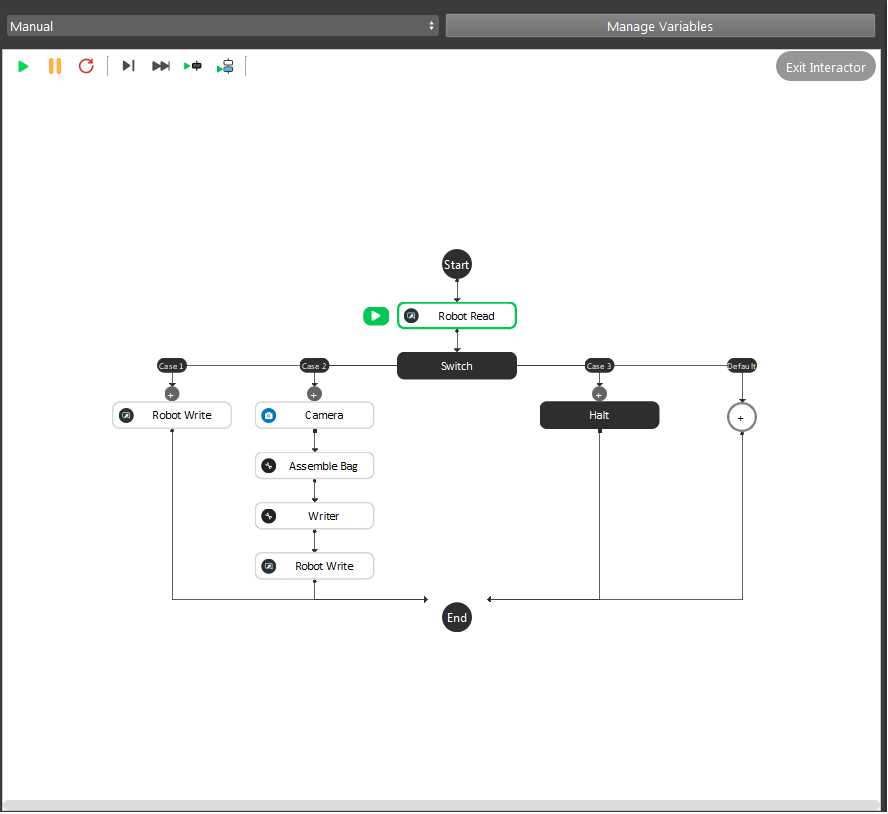 Manual
Manage Variables
Exit Interactor
Start
Robot Read
Switch
Case 1
Case 2
Case 3
Default
+
+
+
Robot Write
Camera
Halt
+
Assemble Bag
Writer
Robot Write
End